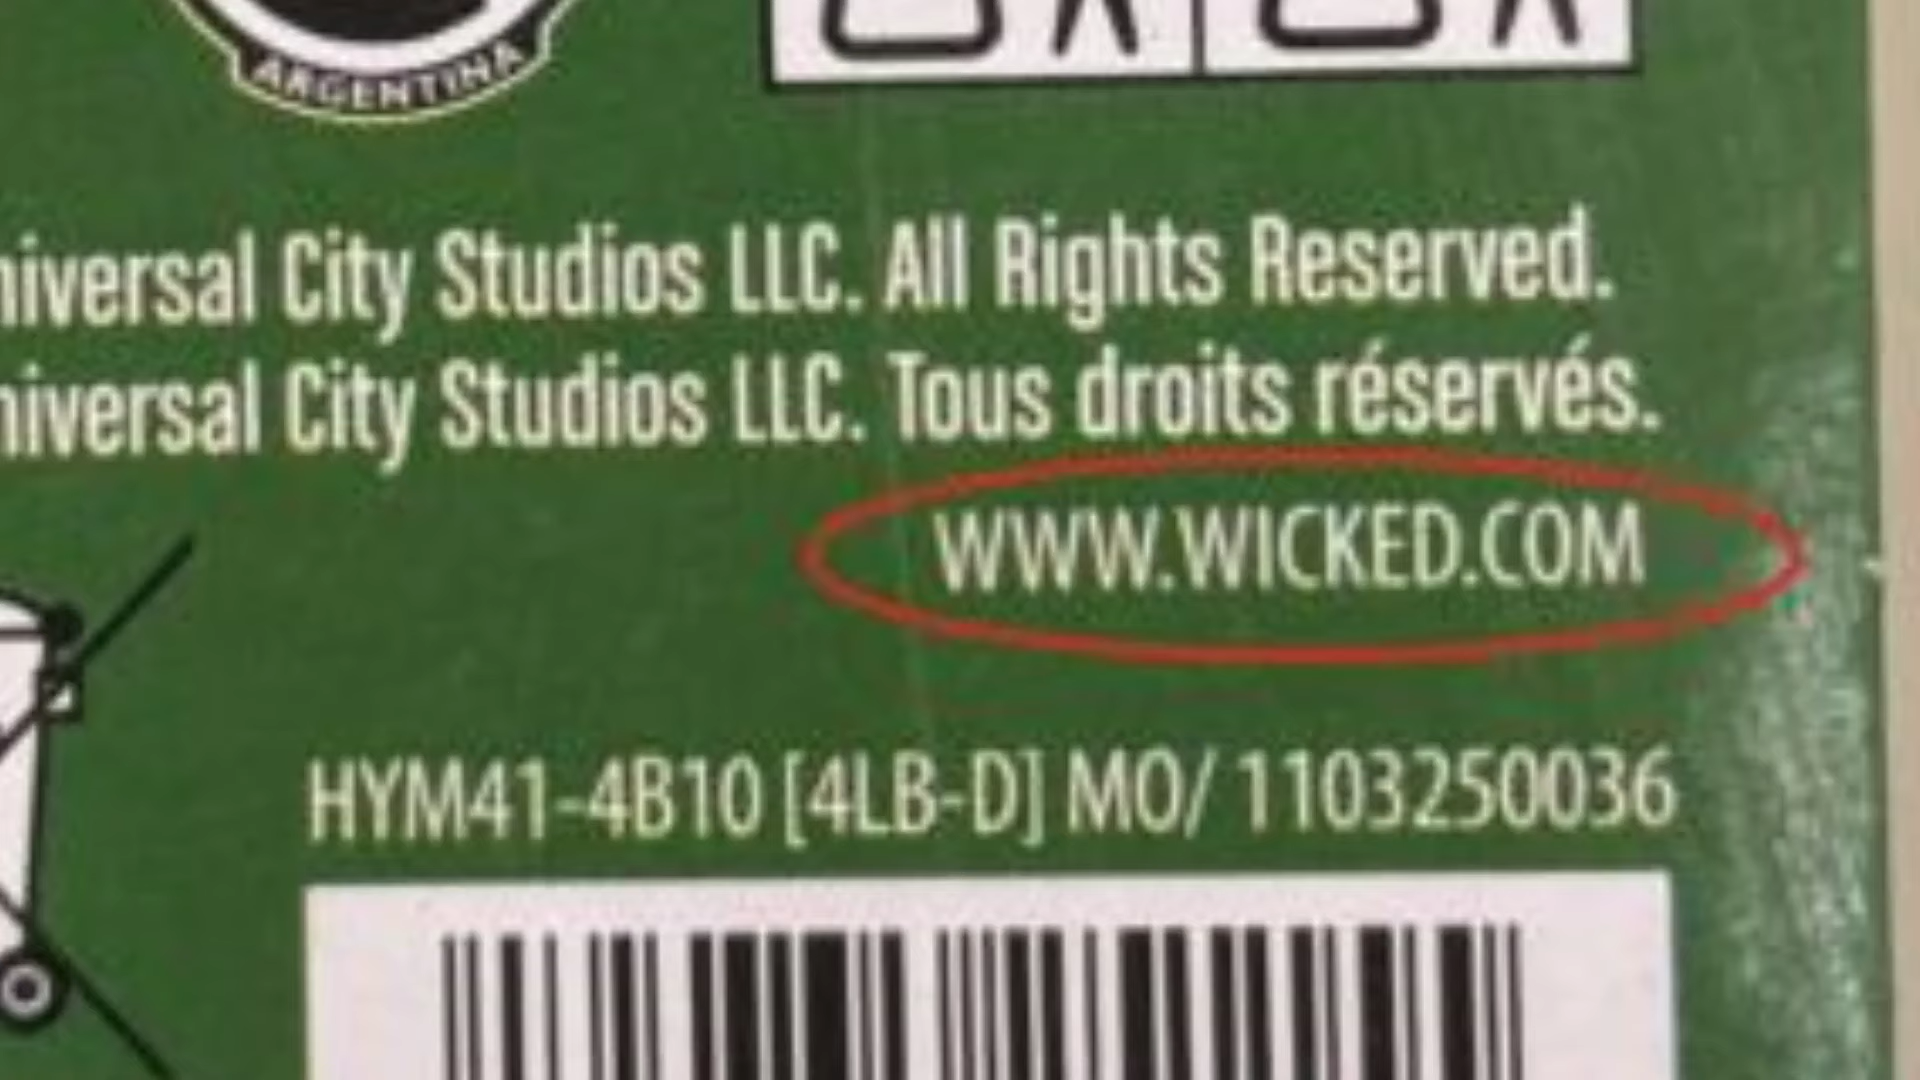 ARGENTINA
niversal City Studios LLC. All Rights Reserved.
niversal City Studios LLC. Tous droits réservés.
WWW.WICKED.COM
HYM41-4B10 [4LB-D] MO/ 1103250036